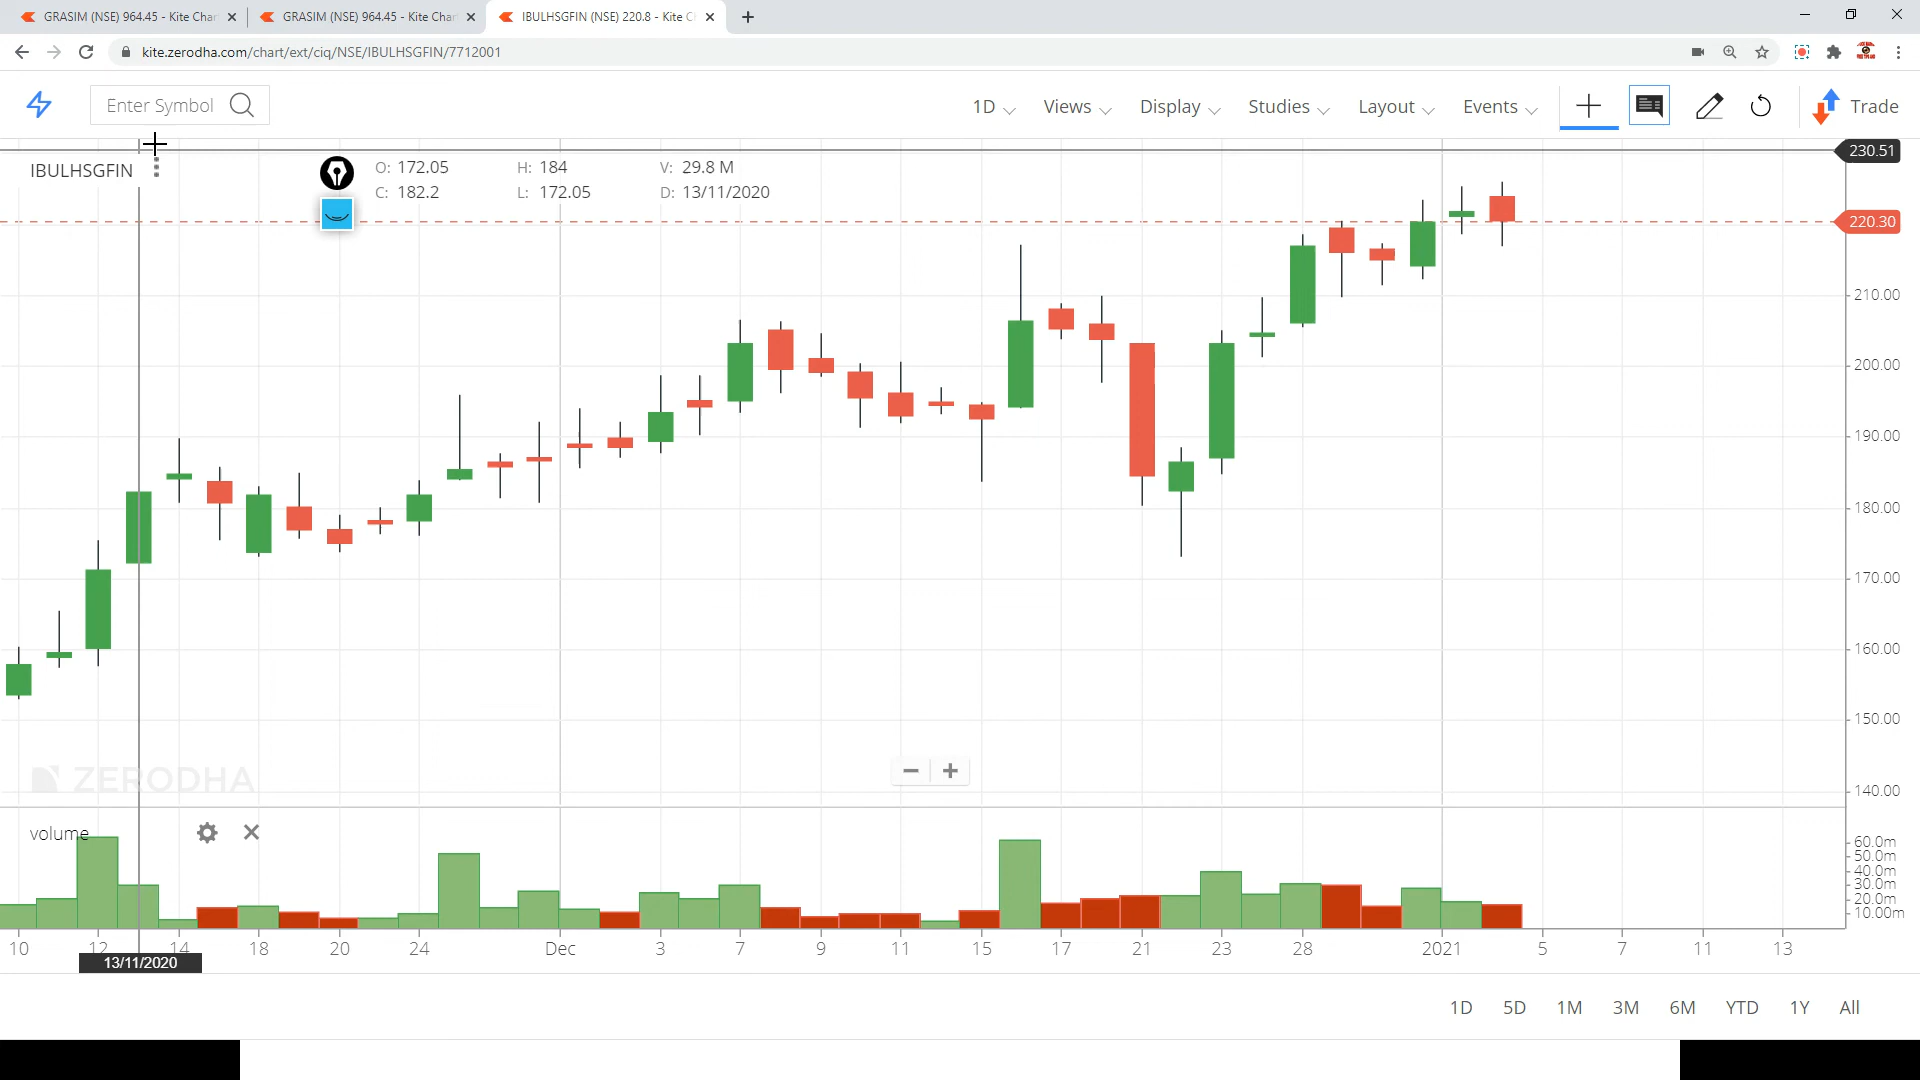 GRASIM (NSE) 964.45 - Kite Char
GRASIM (NSE) 964.45 - Kite Char
IBULHSGFIN (NSE) 220.8 - Kite C
kite.zerodha.com/chart/ext/ciq/NSE/IBULHSGFIN/7712001
Enter Symbol
1D Views Display Studies Layout Events Trade
IBULHSGFIN
O: 172.05 H: 184 V: 29.8 M
C: 182.2 L: 172.05 D: 13/11/2020
230.51
220.30
210.00
200.00
190.00
180.00
170.00
160.00
150.00
140.00
ZERODHA
volume
60.0m
50.0m
40.0m
30.0m
20.0m
10.00m
10 12 14 18 20 24 Dec 3 7 9 11 15 17 21 23 28 2021 5 7 11 13
13/11/2020
1D 5D 1M 3M 6M YTD 1Y All